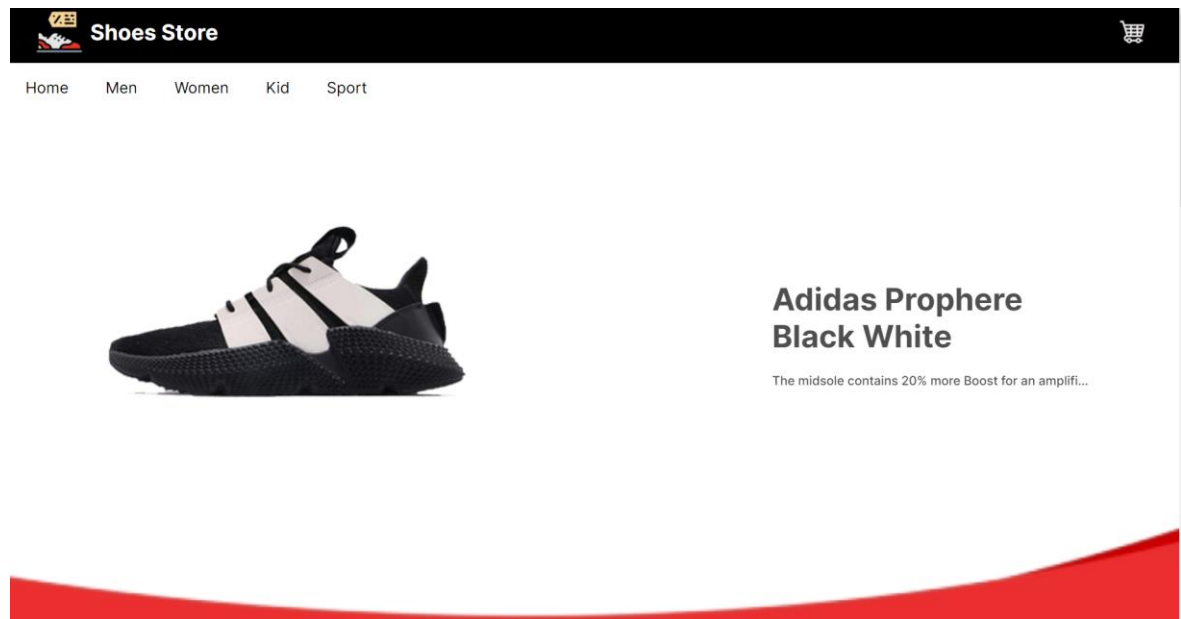 Shoes Store
Home Men Women Kid Sport
Adidas Prophere
Black White
The midsole contains 20% more Boost for an amplifi...